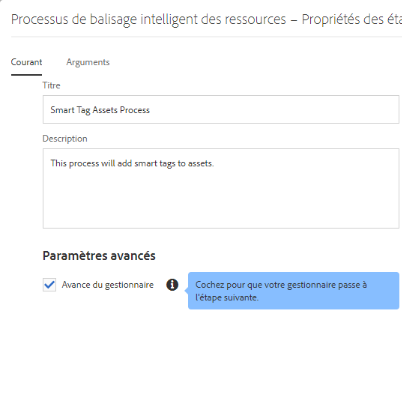 Processus de balisage intelligent des ressources – Propriétés des
Courant Arguments
Titre
Smart Tag Assets Process
Description
This process will add smart tags to assets.
Paramètres avancés
Avance du gestionnaire
Cochez pour que votre gestionnaire passe à
l'étape suivante.